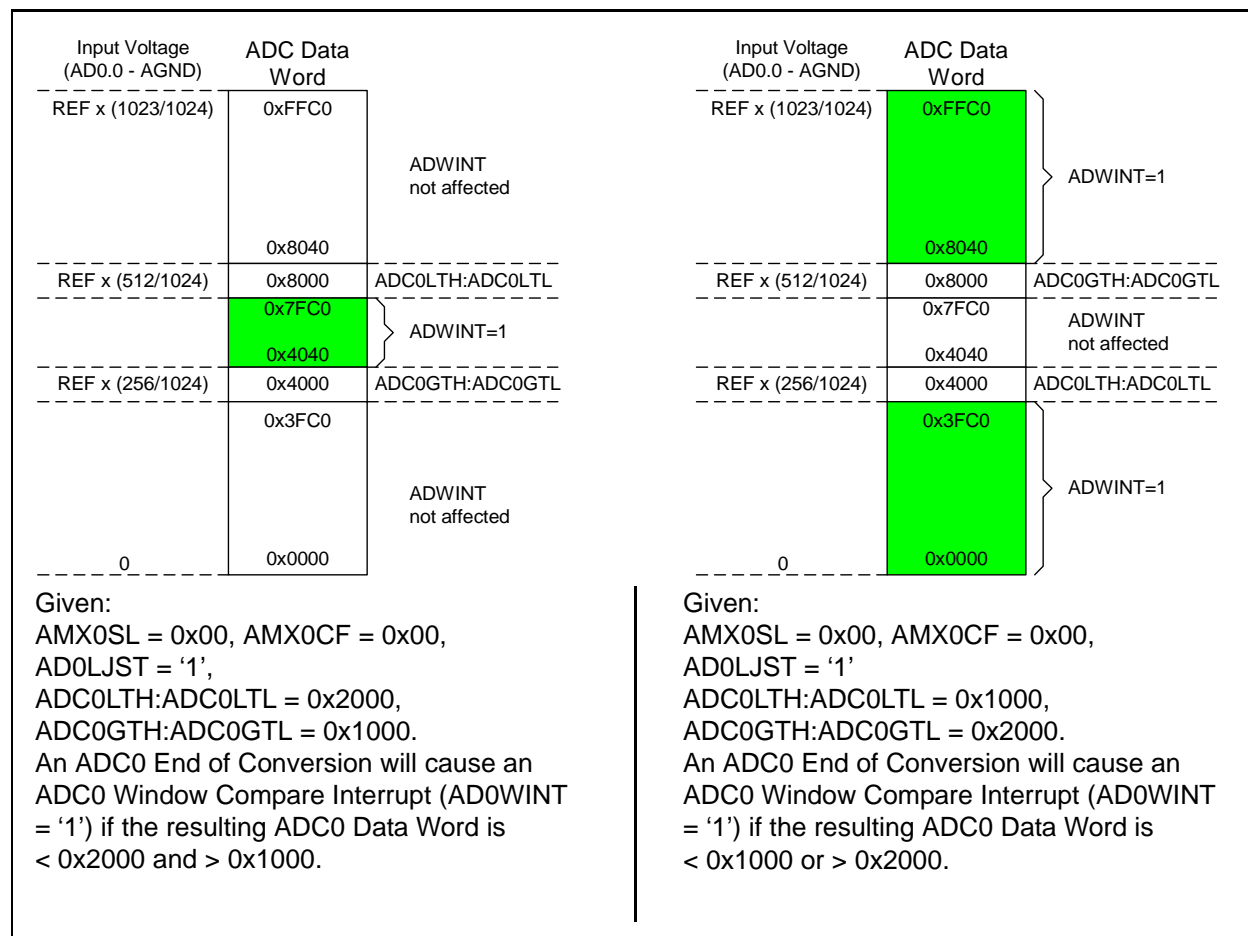 Input Voltage
(AD0.0 - AGND)
ADC Data
Word
REF x (1023/1024)
0xFFC0
ADWINT
not affected
0x8040
REF x (512/1024)
0x8000
ADC0LTH:ADC0LTL
0x7FC0
ADWINT=1
0x4040
REF x (256/1024)
0x4000
ADC0GTH:ADC0GTL
0x3FC0
ADWINT
not affected
0
0x0000
Given:
AMX0SL = 0x00, AMX0CF = 0x00,
AD0LJST = ‘1’,
ADC0LTH:ADC0LTL = 0x2000,
ADC0GTH:ADC0GTL = 0x1000.
An ADC0 End of Conversion will cause an
ADC0 Window Compare Interrupt (AD0WINT
= ‘1’) if the resulting ADC0 Data Word is
< 0x2000 and > 0x1000.
Input Voltage
(AD0.0 - AGND)
ADC Data
Word
REF x (1023/1024)
0xFFC0
ADWINT=1
0x8040
REF x (512/1024)
0x8000
ADC0GTH:ADC0GTL
0x7FC0
ADWINT
not affected
0x4040
REF x (256/1024)
0x4000
ADC0LTH:ADC0LTL
0x3FC0
ADWINT=1
0
0x0000
Given:
AMX0SL = 0x00, AMX0CF = 0x00,
AD0LJST = ‘1’
ADC0LTH:ADC0LTL = 0x1000,
ADC0GTH:ADC0GTL = 0x2000.
An ADC0 End of Conversion will cause an
ADC0 Window Compare Interrupt (AD0WINT
= ‘1’) if the resulting ADC0 Data Word is
< 0x1000 or > 0x2000.